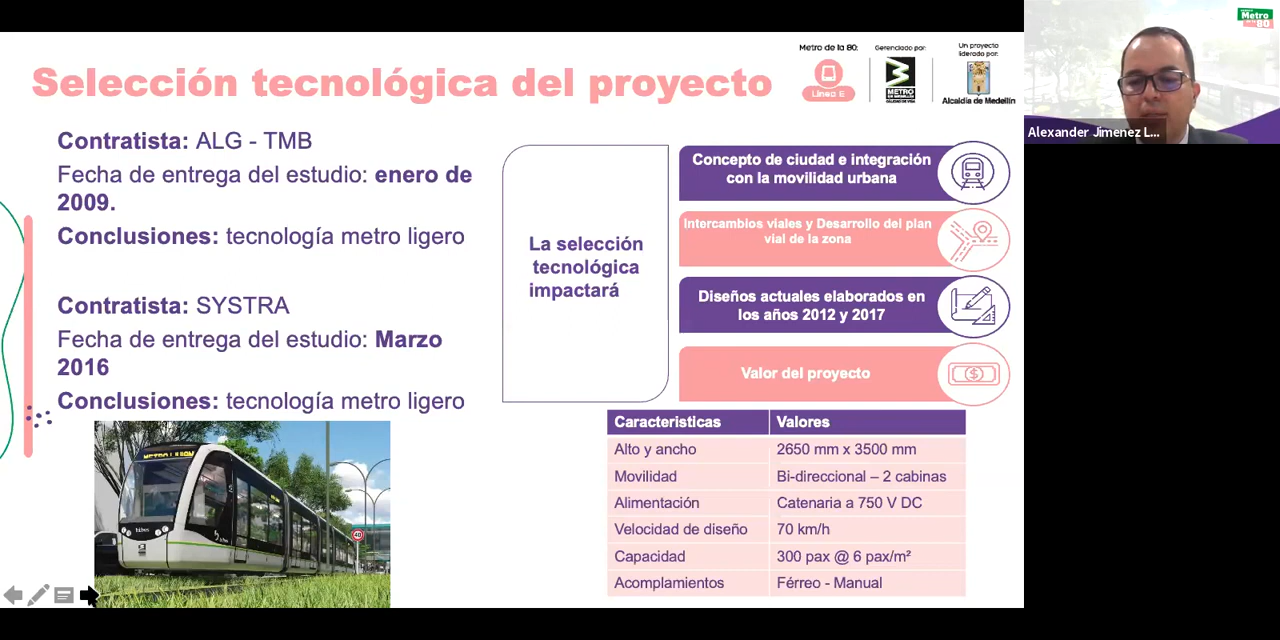 Selección tecnológica del proyecto
Metro de la 80:
Línea E
Gerenciado por:
METRO
Un proyecto
liderado por:
Alcaldía de Medellín
Metro
80
Alexander Jimenez L...
Contratista: ALG - TMB
Fecha de entrega del estudio: enero de
2009.
Conclusiones: tecnología metro ligero
Contratista: SYSTRA
Fecha de entrega del estudio: Marzo
2016
Conclusiones: tecnología metro ligero
La selección
tecnológica
impactará
Concepto de ciudad e integración
con la movilidad urbana
Intercambios viales y Desarrollo del plan
vial de la zona
Diseños actuales elaborados en
los años 2012 y 2017
Valor del proyecto
Caracteristicas Valores
Alto y ancho 2650 mm x 3500 mm
Movilidad Bi-direccional – 2 cabinas
Alimentación Catenaria a 750 V DC
Velocidad de diseño 70 km/h
Capacidad 300 pax @ 6 pax/m²
Acomplamientos Férreo - Manual
40